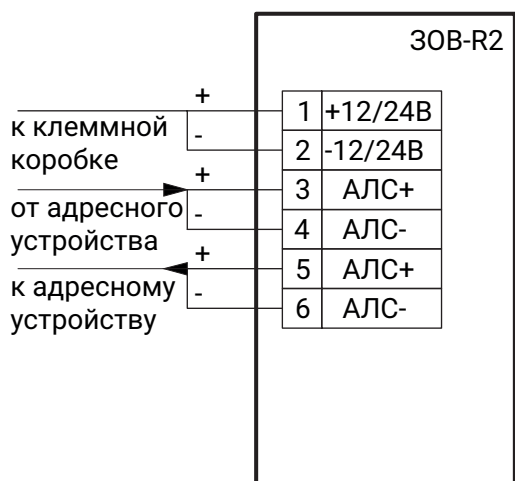 ЗОВ-R2
+
1 +12/24В
к клеммной
-
2 -12/24В
коробке
+
3 АЛС+
от адресного
-
4 АЛС-
устройства
+
5 АЛС+
к адресному
-
6 АЛС-
устройству